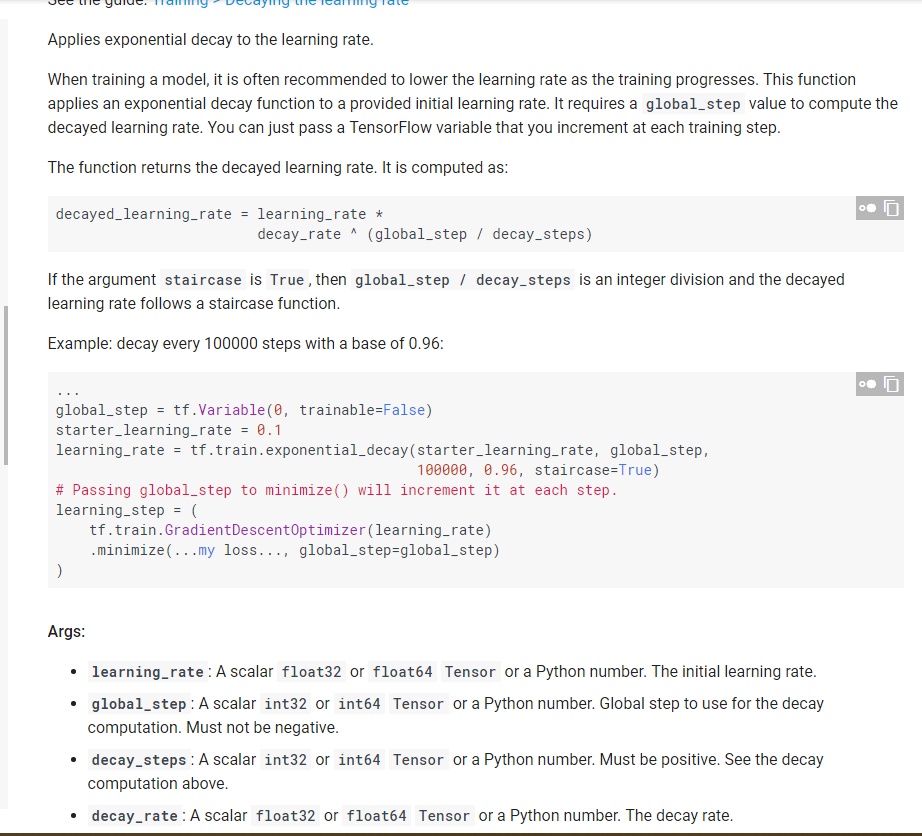 See the guide: Training > Decaying the learning rate
Applies exponential decay to the learning rate.
When training a model, it is often recommended to lower the learning rate as the training progresses. This function
applies an exponential decay function to a provided initial learning rate. It requires a global_step value to compute the
decayed learning rate. You can just pass a TensorFlow variable that you increment at each training step.
The function returns the decayed learning rate. It is computed as:
decayed_learning_rate = learning_rate *
decay_rate ^ (global_step / decay_steps)
If the argument staircase is True, then global_step / decay_steps is an integer division and the decayed
learning rate follows a staircase function.
Example: decay every 100000 steps with a base of 0.96:
...
global_step = tf.Variable(0, trainable=False)
starter_learning_rate = 0.1
learning_rate = tf.train.exponential_decay(starter_learning_rate, global_step,
100000, 0.96, staircase=True)
# Passing global_step to minimize() will increment it at each step.
learning_step = (
tf.train.GradientDescentOptimizer(learning_rate)
.minimize(...my loss..., global_step=global_step)
)
Args:
• learning_rate: A scalar float32 or float64 Tensor or a Python number. The initial learning rate.
• global_step: A scalar int32 or int64 Tensor or a Python number. Global step to use for the decay
computation. Must not be negative.
• decay_steps: A scalar int32 or int64 Tensor or a Python number. Must be positive. See the decay
computation above.
• decay_rate: A scalar float32 or float64 Tensor or a Python number. The decay rate.